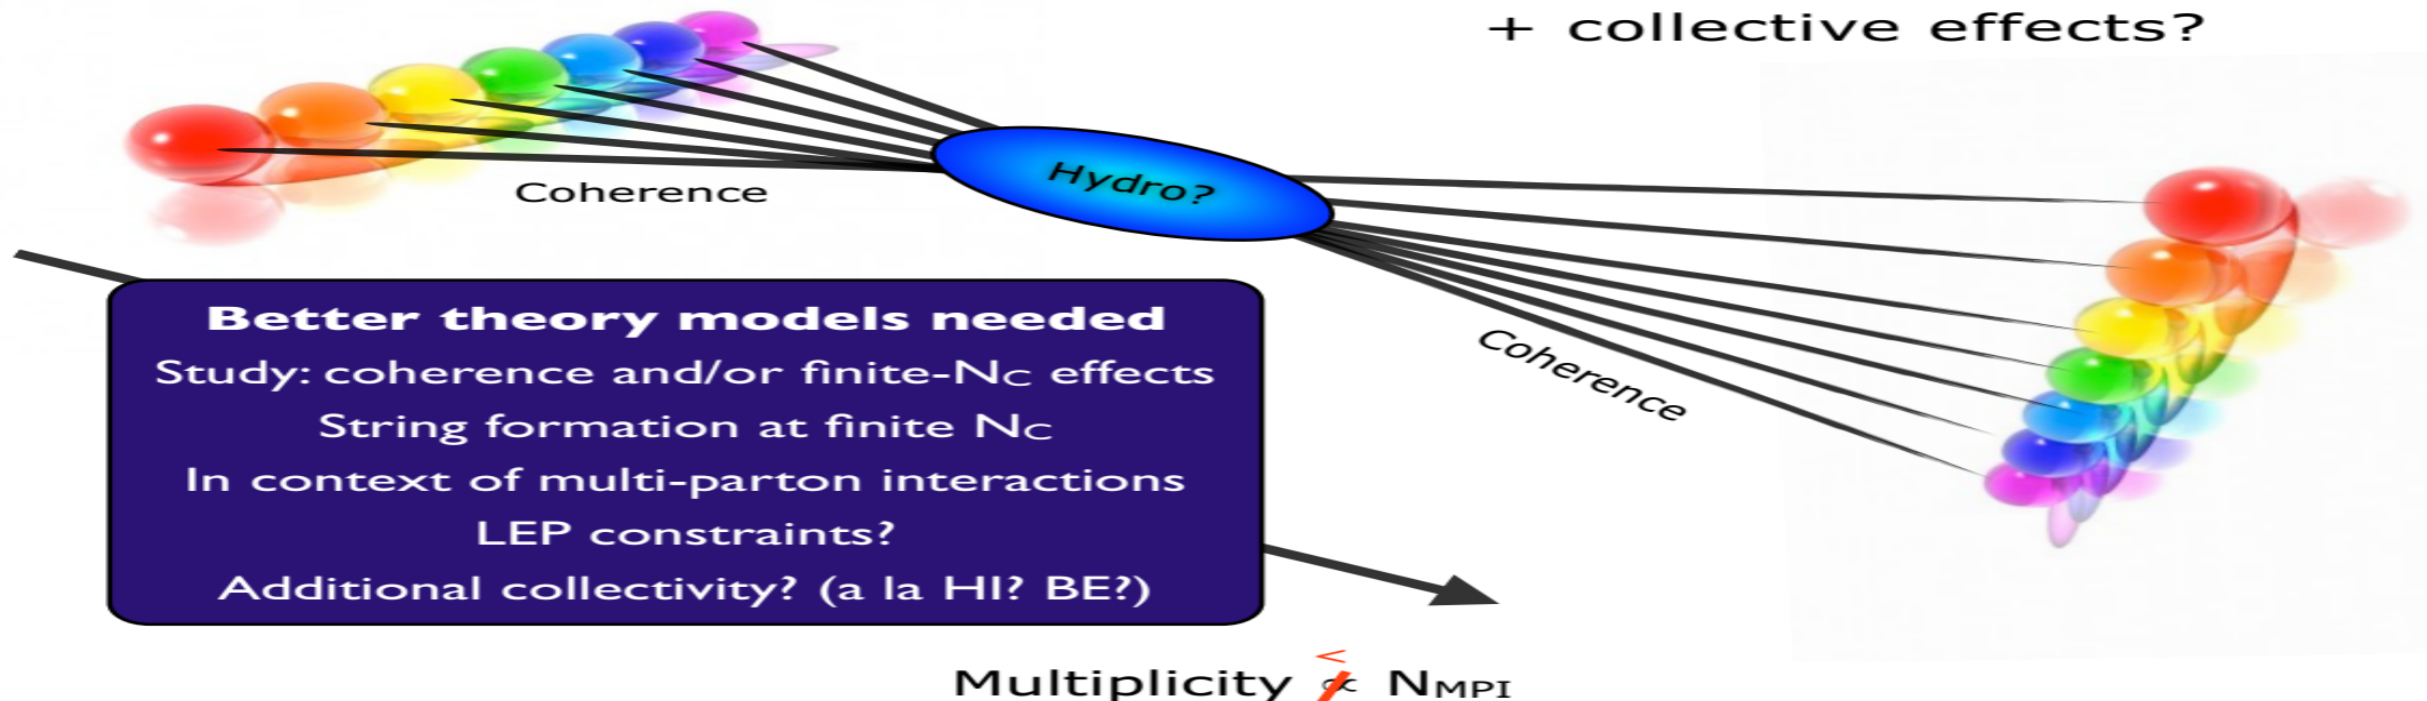 + collective effects?
Hydro?
Coherence
Coherence
Better theory models needed
Study: coherence and/or finite-NC effects
String formation at finite NC
In context of multi-parton interactions
LEP constraints?
Additional collectivity? (a la HI? BE?)
<
Multiplicity ∝ NMPI